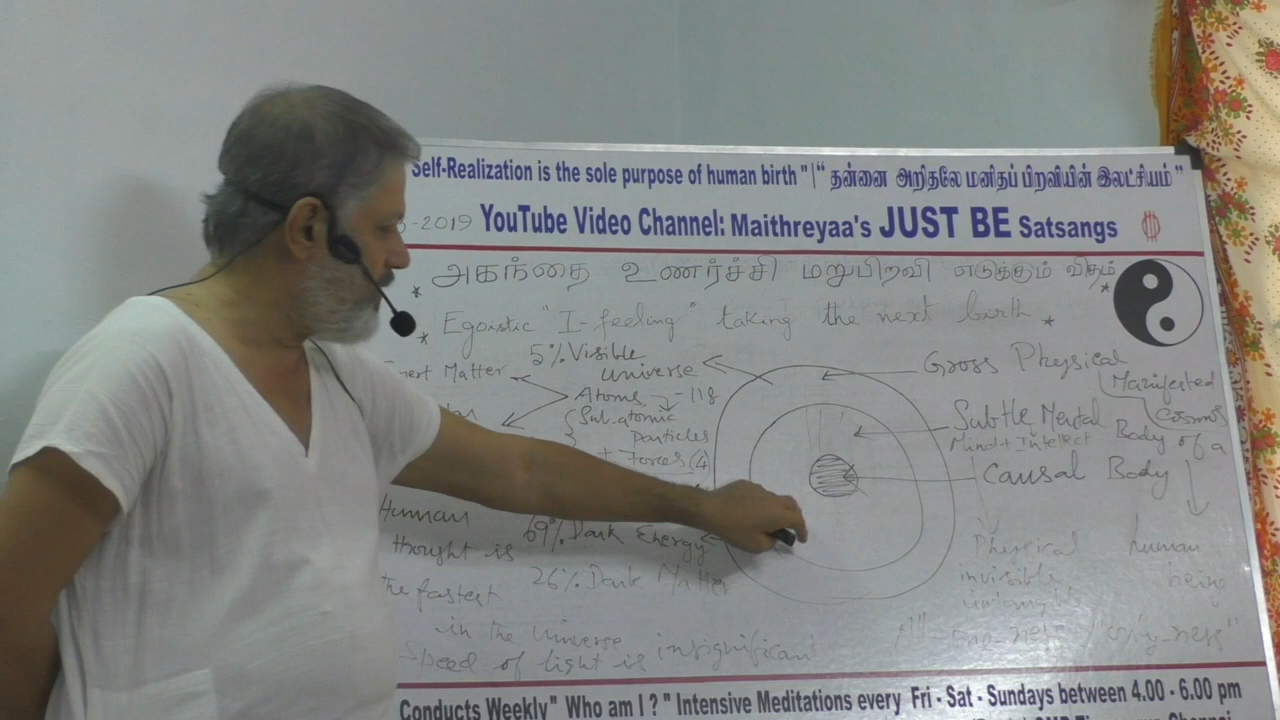 Self-Realization is the sole purpose of human birth " | " தன்னை அறிதலே மனிதப் பிறவியின் இலட்சியம் "
-2019 YouTube Video Channel: Maithreyaa's JUST BE Satsangs
* அகந்தை உணர்ச்சி மறுபிறவி எடுத்தும் விதம் *
* Egoistic "I-feeling" taking the next birth *
5% Visible
Universe
Matter
Atoms - 118
Sub-atomic
Particles
+ Forces (4)
Gross Physical
Manifested
Cosmos
Subtle Mental
Mind + Intellect
Body of a
Causal Body
Human
69% Dark Energy
thought is
26% Dark Matter
the fastest
in the Universe
Speed of light is insignificant
Physical
human
invisible
being
Conducts Weekly" Who am I ? " Intensive Meditations every Fri - Sat - Sundays between 4.00 - 6.00 pm